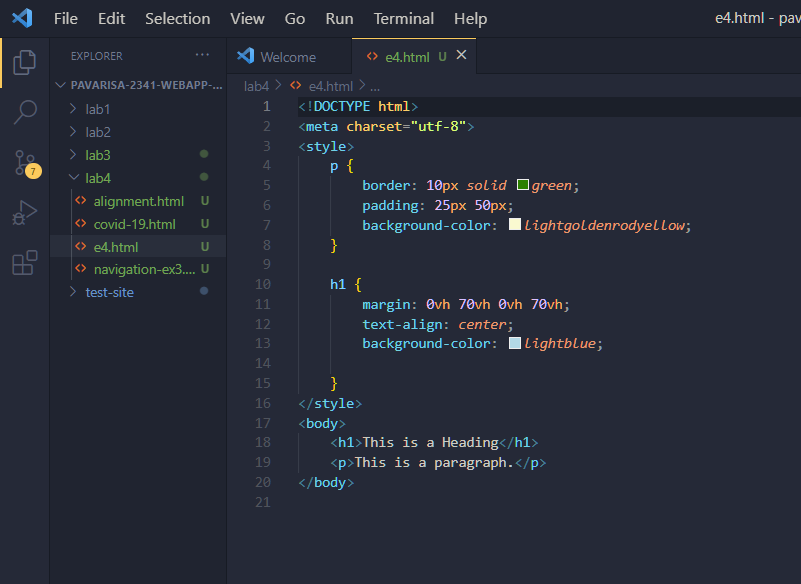 File Edit Selection View Go Run Terminal Help e4.html - pav
EXPLORER ...
PAVARISA-2341-WEBAPP-...
lab1
lab2
lab3
lab4
alignment.html U
covid-19.html U
e4.html U
navigation-ex3.... U
test-site
7
Welcome e4.html U
lab4 > e4.html > ...
1 <!DOCTYPE html>
2 <meta charset="utf-8">
3 <style>
4 p {
5 border: 10px solid green;
6 padding: 25px 50px;
7 background-color: lightgoldenrodyellow;
8 }
9
10 h1 {
11 margin: 0vh 70vh 0vh 70vh;
12 text-align: center;
13 background-color: lightblue;
14
15 }
16 </style>
17 <body>
18 <h1>This is a Heading</h1>
19 <p>This is a paragraph.</p>
20 </body>
21